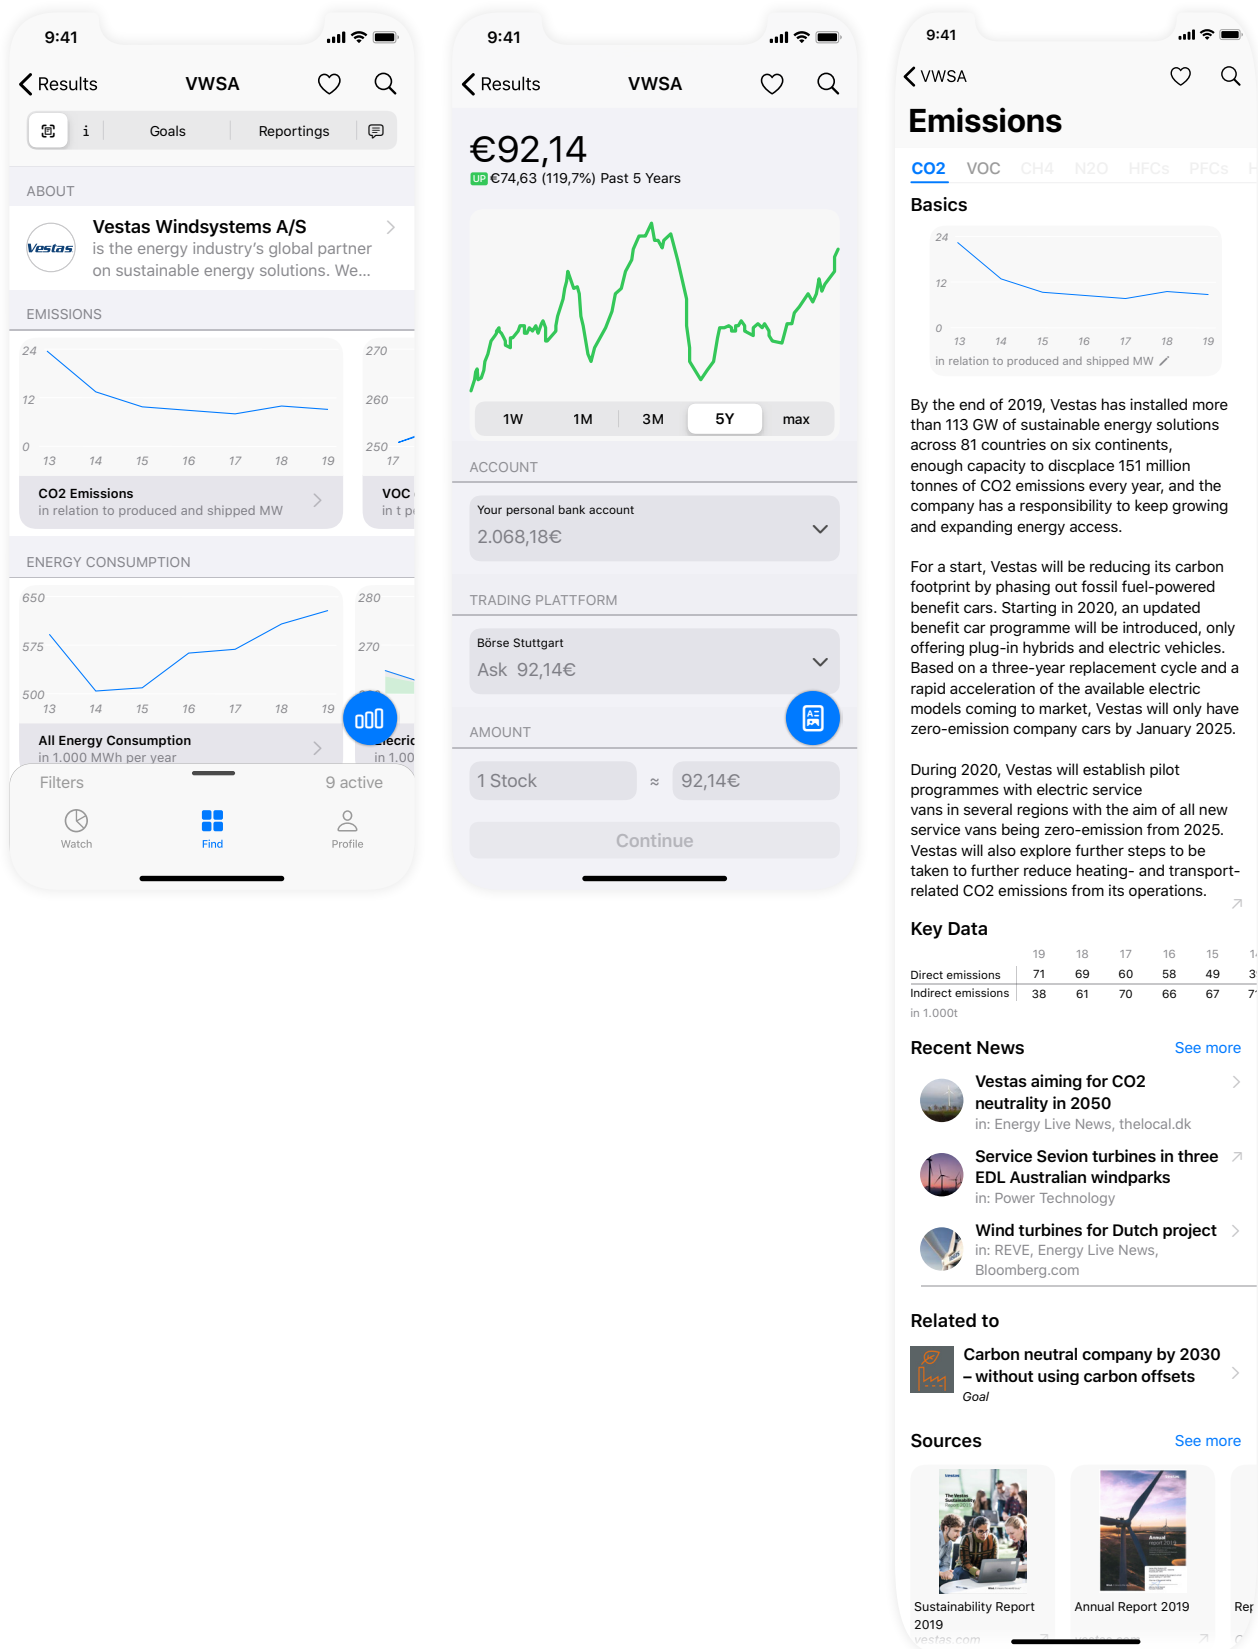 9:41
Results
VWSA
i
Goals
Reportings
ABOUT
Vestas
Vestas Windsystems A/S
is the energy industry's global partner
on sustainable energy solutions. We...
EMISSIONS
24
12
0
13 14 15 16 17 18 19
CO2 Emissions
in relation to produced and shipped MW
270
260
250
17
VOC
in t
ENERGY CONSUMPTION
650
575
500
13 14 15 16 17 18 19
All Energy Consumption
in 1.000 MWh per year
280
270
in 1.00
Filters
9 active
Watch
Find
Profile
9:41
Results
VWSA
€92,14
UP €74,63 (119,7%) Past 5 Years
1W 1M 3M 5Y max
ACCOUNT
Your personal bank account
2.068,18€
TRADING PLATTFORM
Börse Stuttgart
Ask 92,14€
AMOUNT
1 Stock ≈ 92,14€
Continue
9:41
VWSA
Emissions
CO2 VOC CH4 N2O HFCs PFCs
Basics
24
12
0
13 14 15 16 17 18 19
in relation to produced and shipped MW
By the end of 2019, Vestas has installed more
than 113 GW of sustainable energy solutions
across 81 countries on six continents,
enough capacity to discplace 151 million
tonnes of CO2 emissions every year, and the
company has a responsibility to keep growing
and expanding energy access.
For a start, Vestas will be reducing its carbon
footprint by phasing out fossil fuel-powered
benefit cars. Starting in 2020, an updated
benefit car programme will be introduced, only
offering plug-in hybrids and electric vehicles.
Based on a three-year replacement cycle and a
rapid acceleration of the available electric
models coming to market, Vestas will only have
zero-emission company cars by January 2025.
During 2020, Vestas will establish pilot
programmes with electric service
vans in several regions with the aim of all new
service vans being zero-emission from 2025.
Vestas will also explore further steps to be
taken to further reduce heating- and transport-
related CO2 emissions from its operations.
Key Data
19 18 17 16 15
Direct emissions 71 69 60 58 49
Indirect emissions 38 61 70 66 67
in 1.000t
Recent News
See more
Vestas aiming for CO2
neutrality in 2050
in: Energy Live News, thelocal.dk
Service Sevion turbines in three
EDL Australian windparks
in: Power Technology
Wind turbines for Dutch project
in: REVE, Energy Live News,
Bloomberg.com
Related to
Carbon neutral company by 2030
– without using carbon offsets
Goal
Sources
See more
The Vestas
Sustainability
Report 2019
Annual
report 2019
Sustainability Report
2019
vestas.com
Annual Report 2019
vestas.com